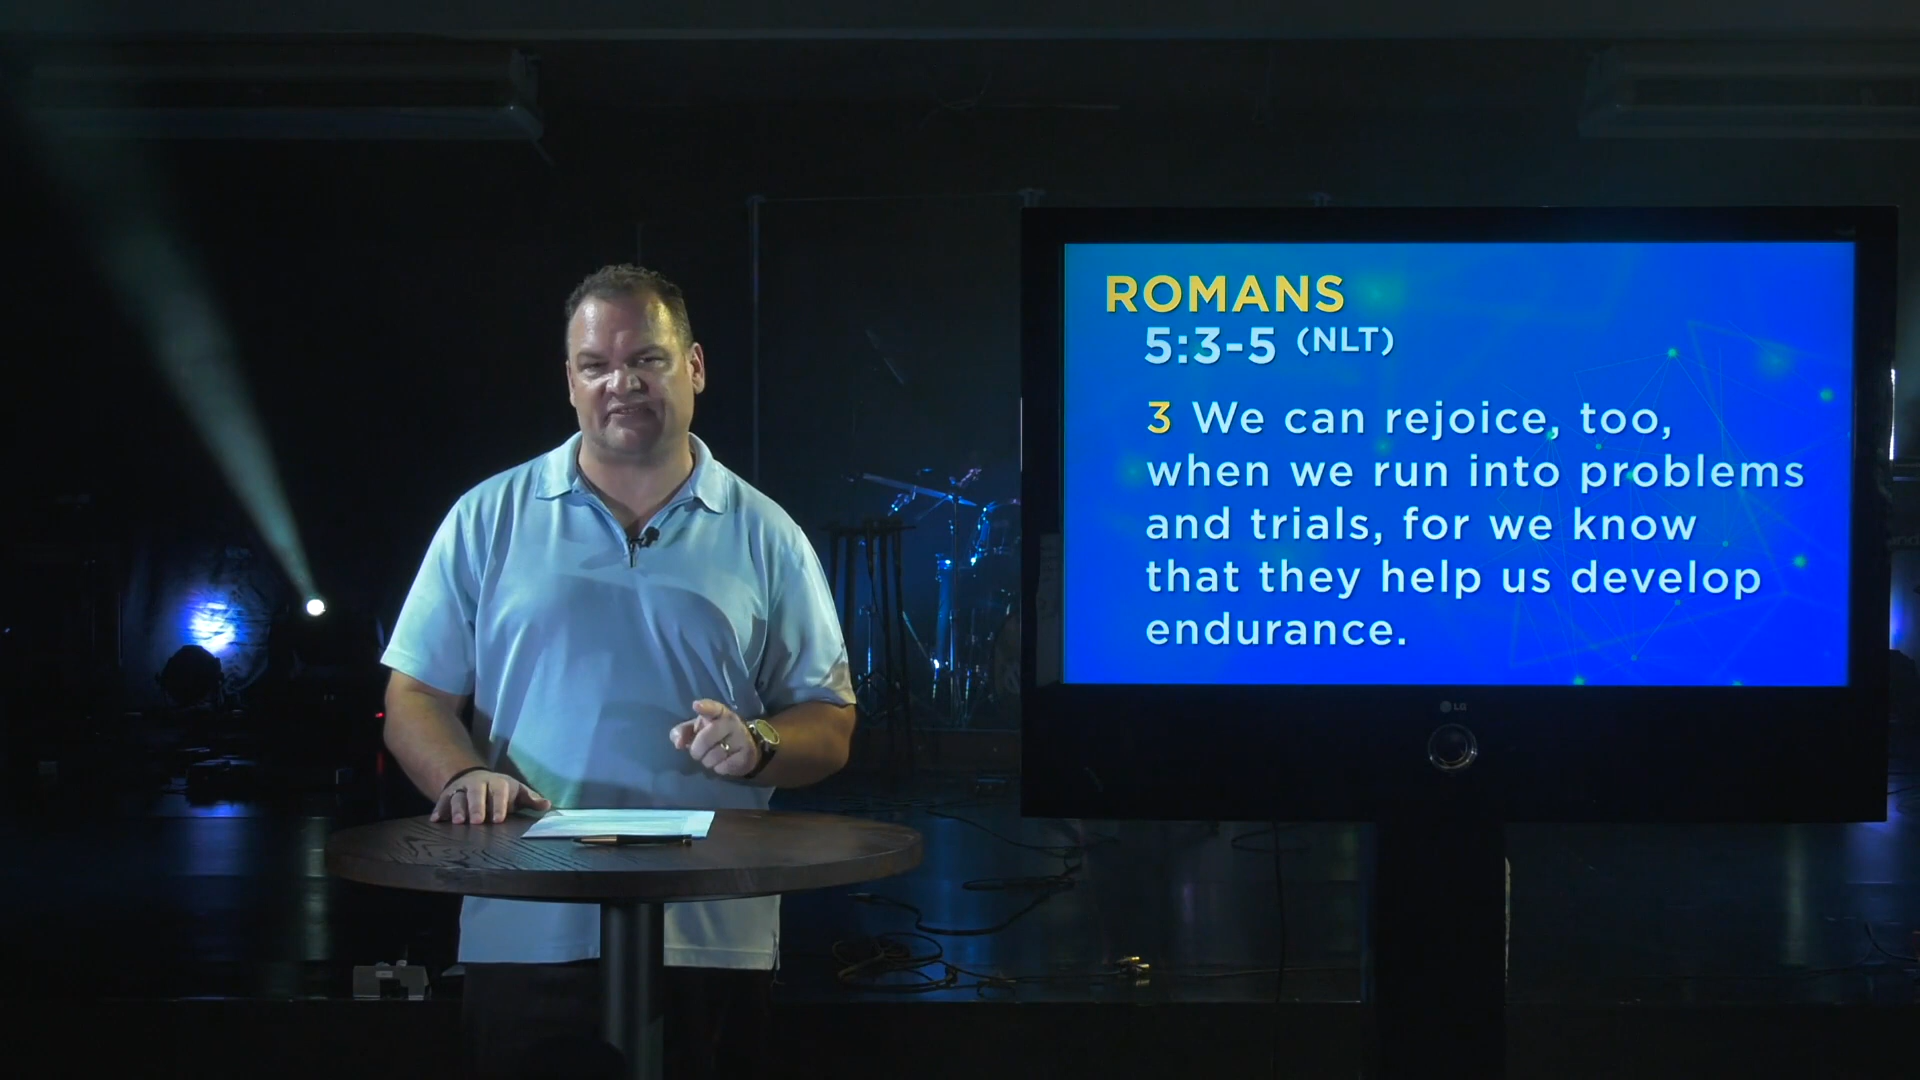 ROMANS
5:3-5 (NLT)
3 We can rejoice, too,
when we run into problems
and trials, for we know
that they help us develop
endurance.
LG